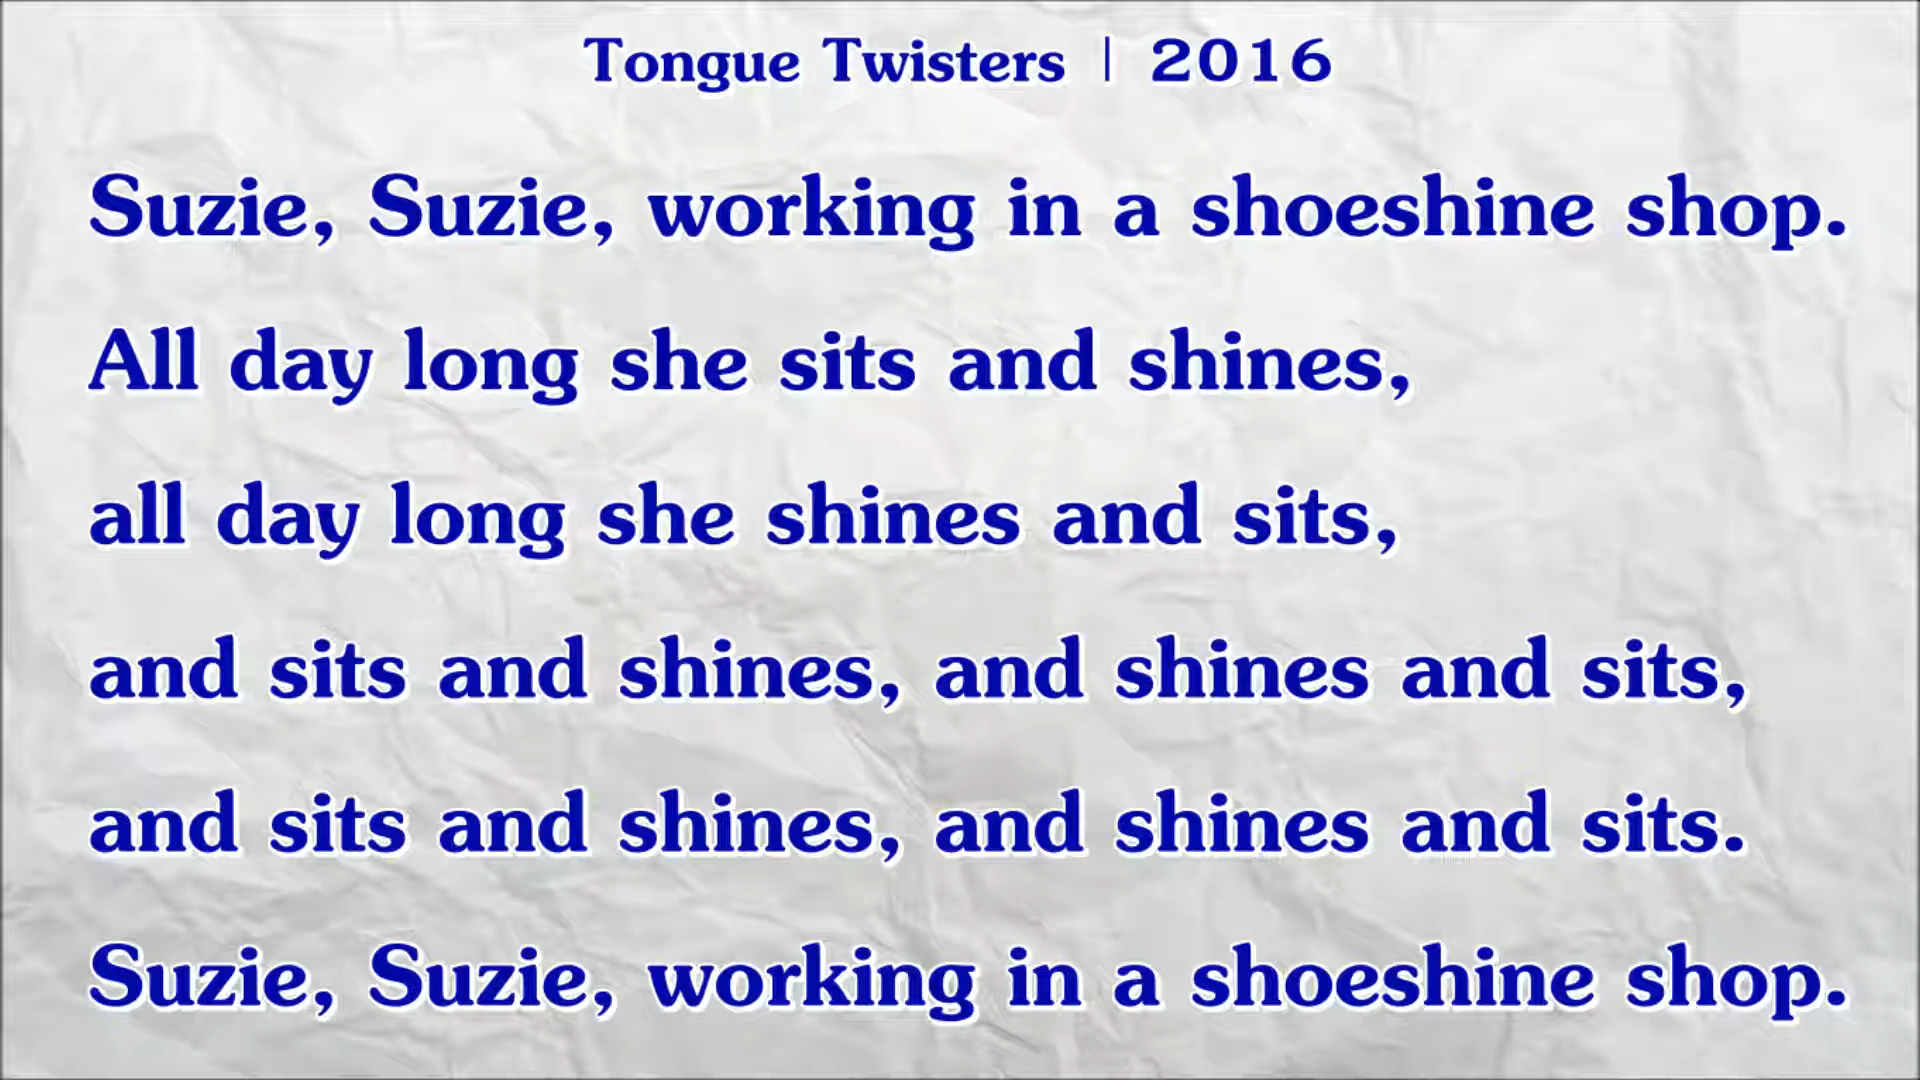 Tongue Twisters | 2016
Suzie, Suzie, working in a shoeshine shop.
All day long she sits and shines,
all day long she shines and sits,
and sits and shines, and shines and sits,
and sits and shines, and shines and sits.
Suzie, Suzie, working in a shoeshine shop.